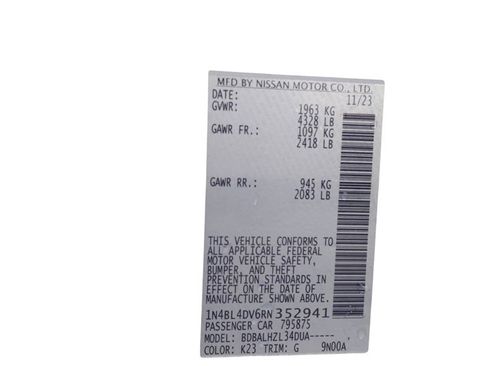 MFD BY NISSAN MOTOR CO., LTD.
DATE: 11/23
GVWR: 1963 KG
4328 LB
GAWR FR.: 1097 KG
2418 LB
GAWR RR.: 945 KG
2083 LB
THIS VEHICLE CONFORMS TO
ALL APPLICABLE FEDERAL
MOTOR VEHICLE SAFETY,
BUMPER, AND THEFT
PREVENTION STANDARDS IN
EFFECT ON THE DATE OF
MANUFACTURE SHOWN ABOVE.
1N4BL4DV6RN352941
PASSENGER CAR 795875
MODEL: BDBALHZL34DUA-----
COLOR: K23 TRIM: G 9N00A